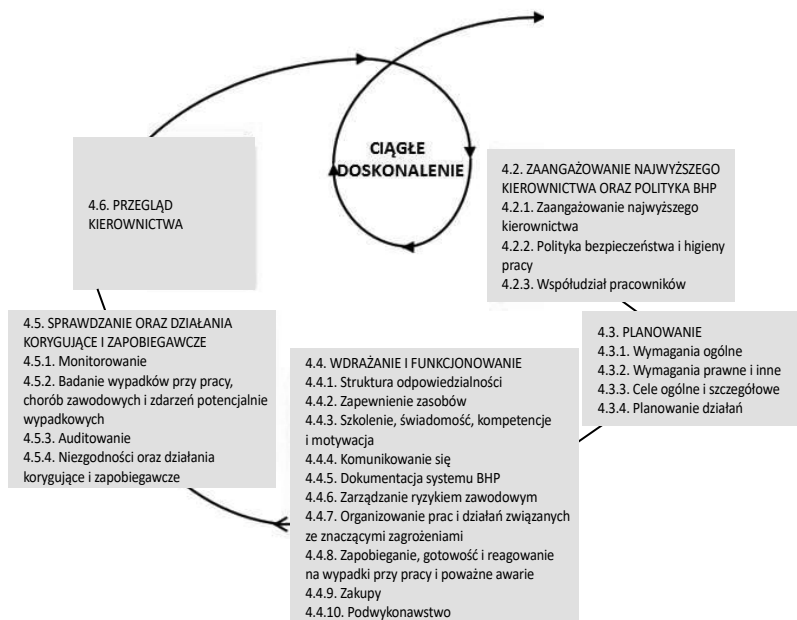 CIĄGŁE
DOSKONALENIE
4.2. ZAANGAŻOWANIE NAJWYŻSZEGO
KIEROWNICTWA ORAZ POLITYKA BHP
4.2.1. Zaangażowanie najwyższego
kierownictwa
4.2.2. Polityka bezpieczeństwa i higieny
pracy
4.2.3. Współudział pracowników
4.3. PLANOWANIE
4.3.1. Wymagania ogólne
4.3.2. Wymagania prawne i inne
4.3.3. Cele ogólne i szczegółowe
4.3.4. Planowanie działań
4.4. WDRAŻANIE I FUNKCJONOWANIE
4.4.1. Struktura odpowiedzialności
4.4.2. Zapewnienie zasobów
4.4.3. Szkolenie, świadomość, kompetencje
i motywacja
4.4.4. Komunikowanie się
4.4.5. Dokumentacja systemu BHP
4.4.6. Zarządzanie ryzykiem zawodowym
4.4.7. Organizowanie prac i działań związanych
ze znaczącymi zagrożeniami
4.4.8. Zapobieganie, gotowość i reagowanie
na wypadki przy pracy i poważne awarie
4.4.9. Zakupy
4.4.10. Podwykonawstwo
4.5. SPRAWDZANIE ORAZ DZIAŁANIA
KORYGUJĄCE I ZAPOBIEGAWCZE
4.5.1. Monitorowanie
4.5.2. Badanie wypadków przy pracy,
chorób zawodowych i zdarzeń potencjalnie
wypadkowych
4.5.3. Auditowanie
4.5.4. Niezgodności oraz działania
korygujące i zapobiegawcze
4.6. PRZEGLĄD
KIEROWNICTWA